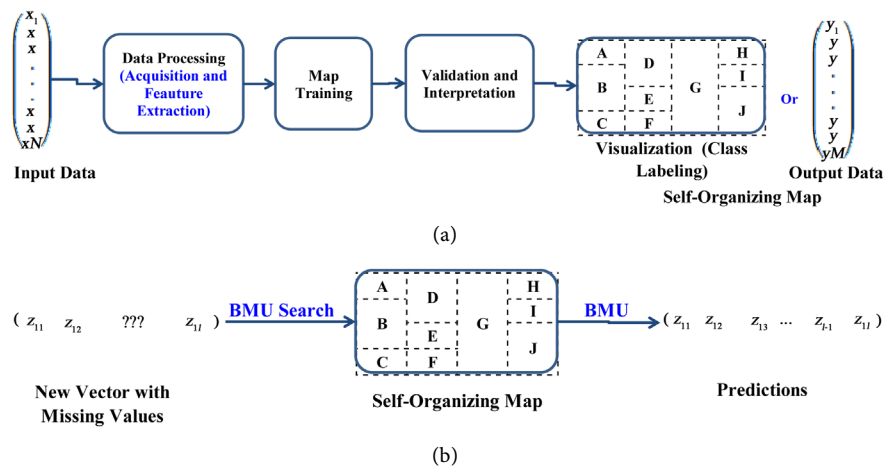 x1
x
x
.
.
.
x
x
xN
Input Data
Data Processing
(Acquisition and
Feauture
Extraction)
Map
Training
Validation and
Interpretation
A
B
C
D
E
F
G
H
I
J
Visualization (Class
Labeling)
Self-Organizing Map
Or
y1
y
y
.
.
.
y
y
yM
Output Data
(a)
( z11 z12 ??? z1l )
New Vector with
Missing Values
BMU Search
A
B
C
D
E
F
G
H
I
J
Self-Organizing Map
BMU
( z11 z12 z13 ... zl-1 z1l )
Predictions
(b)